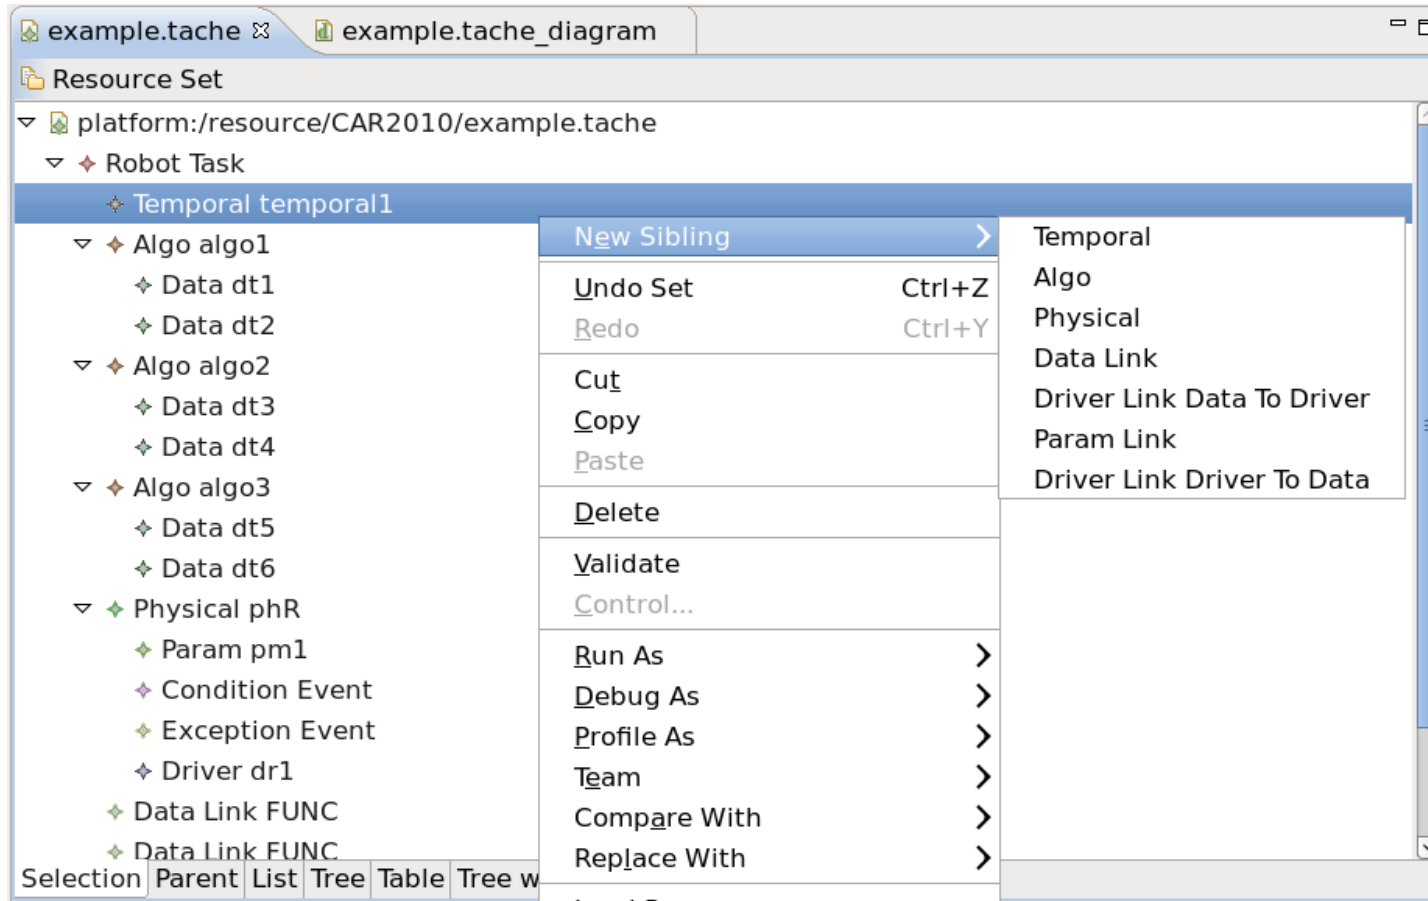 example.tache
example.tache_diagram
Resource Set
platform:/resource/CAR2010/example.tache
Robot Task
Temporal temporal1
Algo algo1
Data dt1
Data dt2
Algo algo2
Data dt3
Data dt4
Algo algo3
Data dt5
Data dt6
Physical phR
Param pm1
Condition Event
Exception Event
Driver dr1
Data Link FUNC
Data Link FUNC
Selection Parent List Tree Table Tree w
New Sibling
Undo Set Ctrl+Z
Redo Ctrl+Y
Cut
Copy
Paste
Delete
Validate
Control...
Run As
Debug As
Profile As
Team
Compare With
Replace With
Temporal
Algo
Physical
Data Link
Driver Link Data To Driver
Param Link
Driver Link Driver To Data